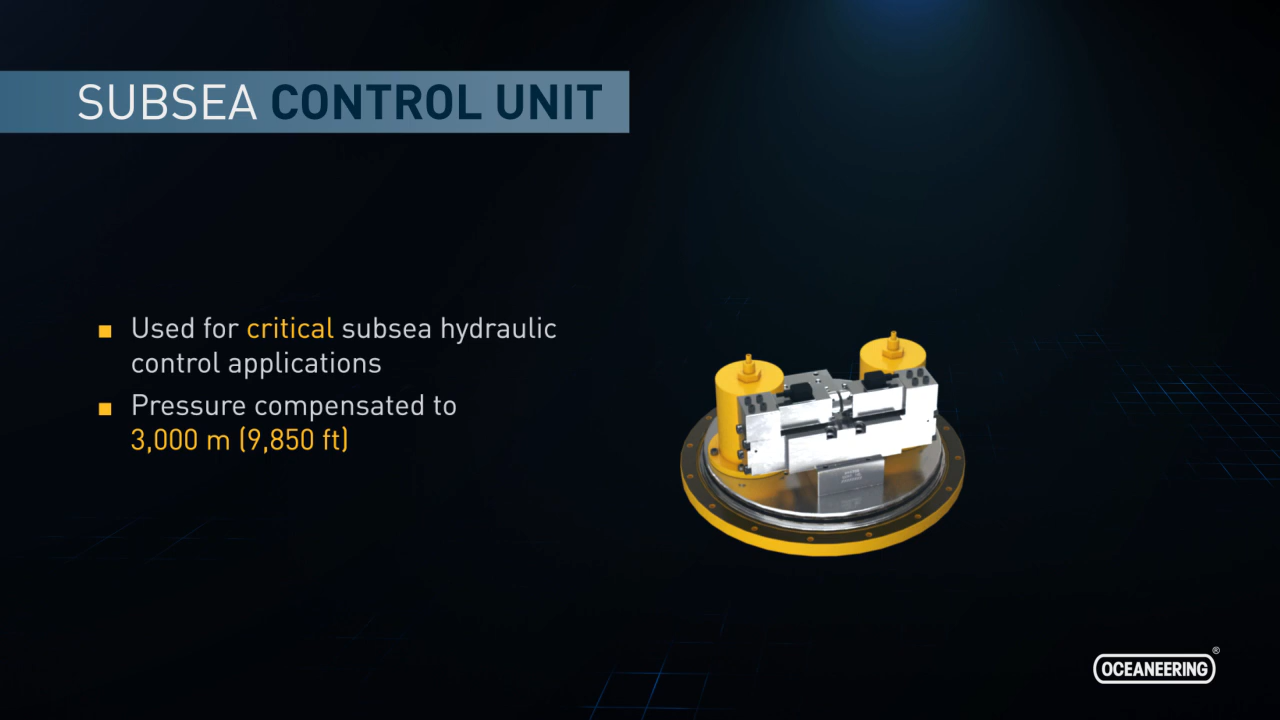 SUBSEA CONTROL UNIT
Used for critical subsea hydraulic
control applications
Pressure compensated to
3,000 m (9,850 ft)
OCEANEERING®